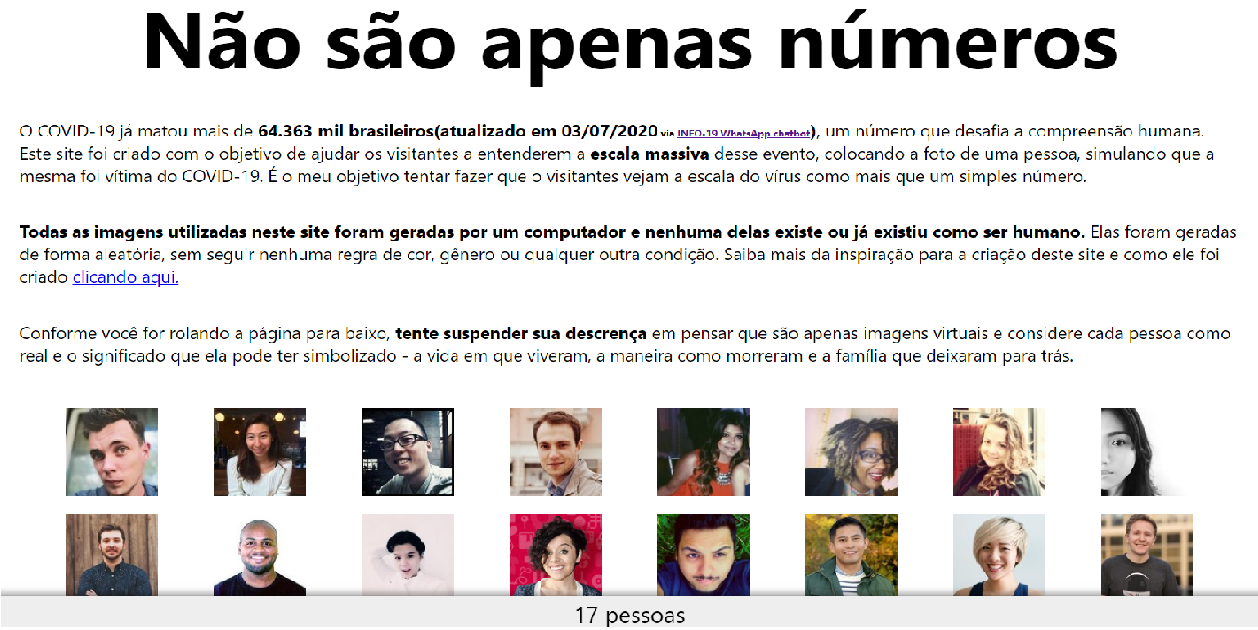 Não são apenas números
O COVID-19 já matou mais de 64.363 mil brasileiros(atualizado em 03/07/2020 via INFO-19 WhatsApp chatbot), um número que desafia a compreensão humana.
Este site foi criado com o objetivo de ajudar os visitantes a entenderem a escala massiva desse evento, colocando a foto de uma pessoa, simulando que a
mesma foi vítima do COVID-19. É o meu objetivo tentar fazer que o visitantes vejam a escala do vírus como mais que um simples número.
Todas as imagens utilizadas neste site foram geradas por um computador e nenhuma delas existe ou já existiu como ser humano. Elas foram geradas
de forma aleatória, sem seguir nenhuma regra de cor, gênero ou qualquer outra condição. Saiba mais da inspiração para a criação deste site e como ele foi
criado clicando aqui.
Conforme você for rolando a página para baixo, tente suspender sua descrença em pensar que são apenas imagens virtuais e considere cada pessoa como
real e o significado que ela pode ter simbolizado - a vida em que viveram, a maneira como morreram e a família que deixaram para trás.
17 pessoas